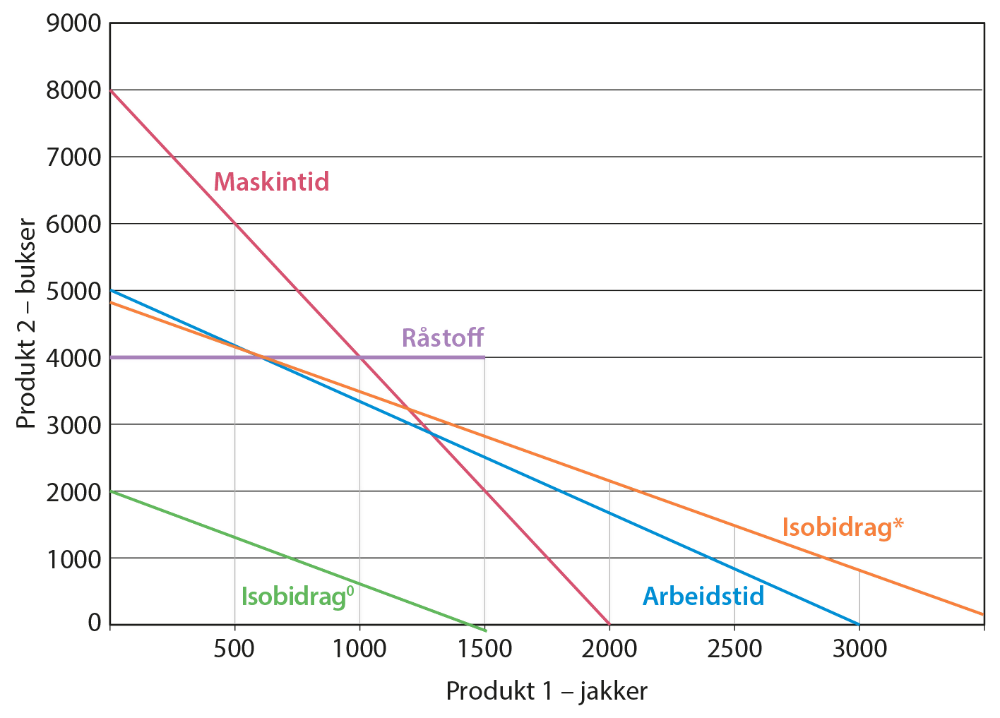 9000
8000
7000
Maskintid
6000
5000
Råstoff
4000
3000
2000
Isobidrag*
1000
Isobidrag⁰
Arbeidstid
0
500 1000 1500 2000 2500 3000
Produkt 1 – jakker
Produkt 2 – bukser